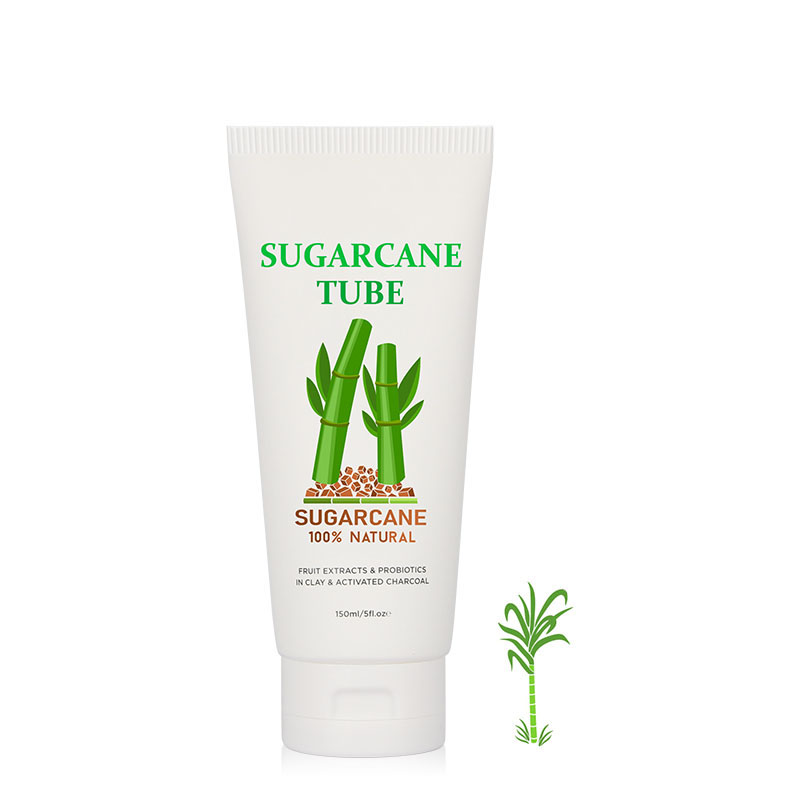 SUGARCANE
TUBE
SUGARCANE
100% NATURAL
FRUIT EXTRACTS & PROBIOTICS
IN CLAY & ACTIVATED CHARCOAL
150ml/5fl.oz℮